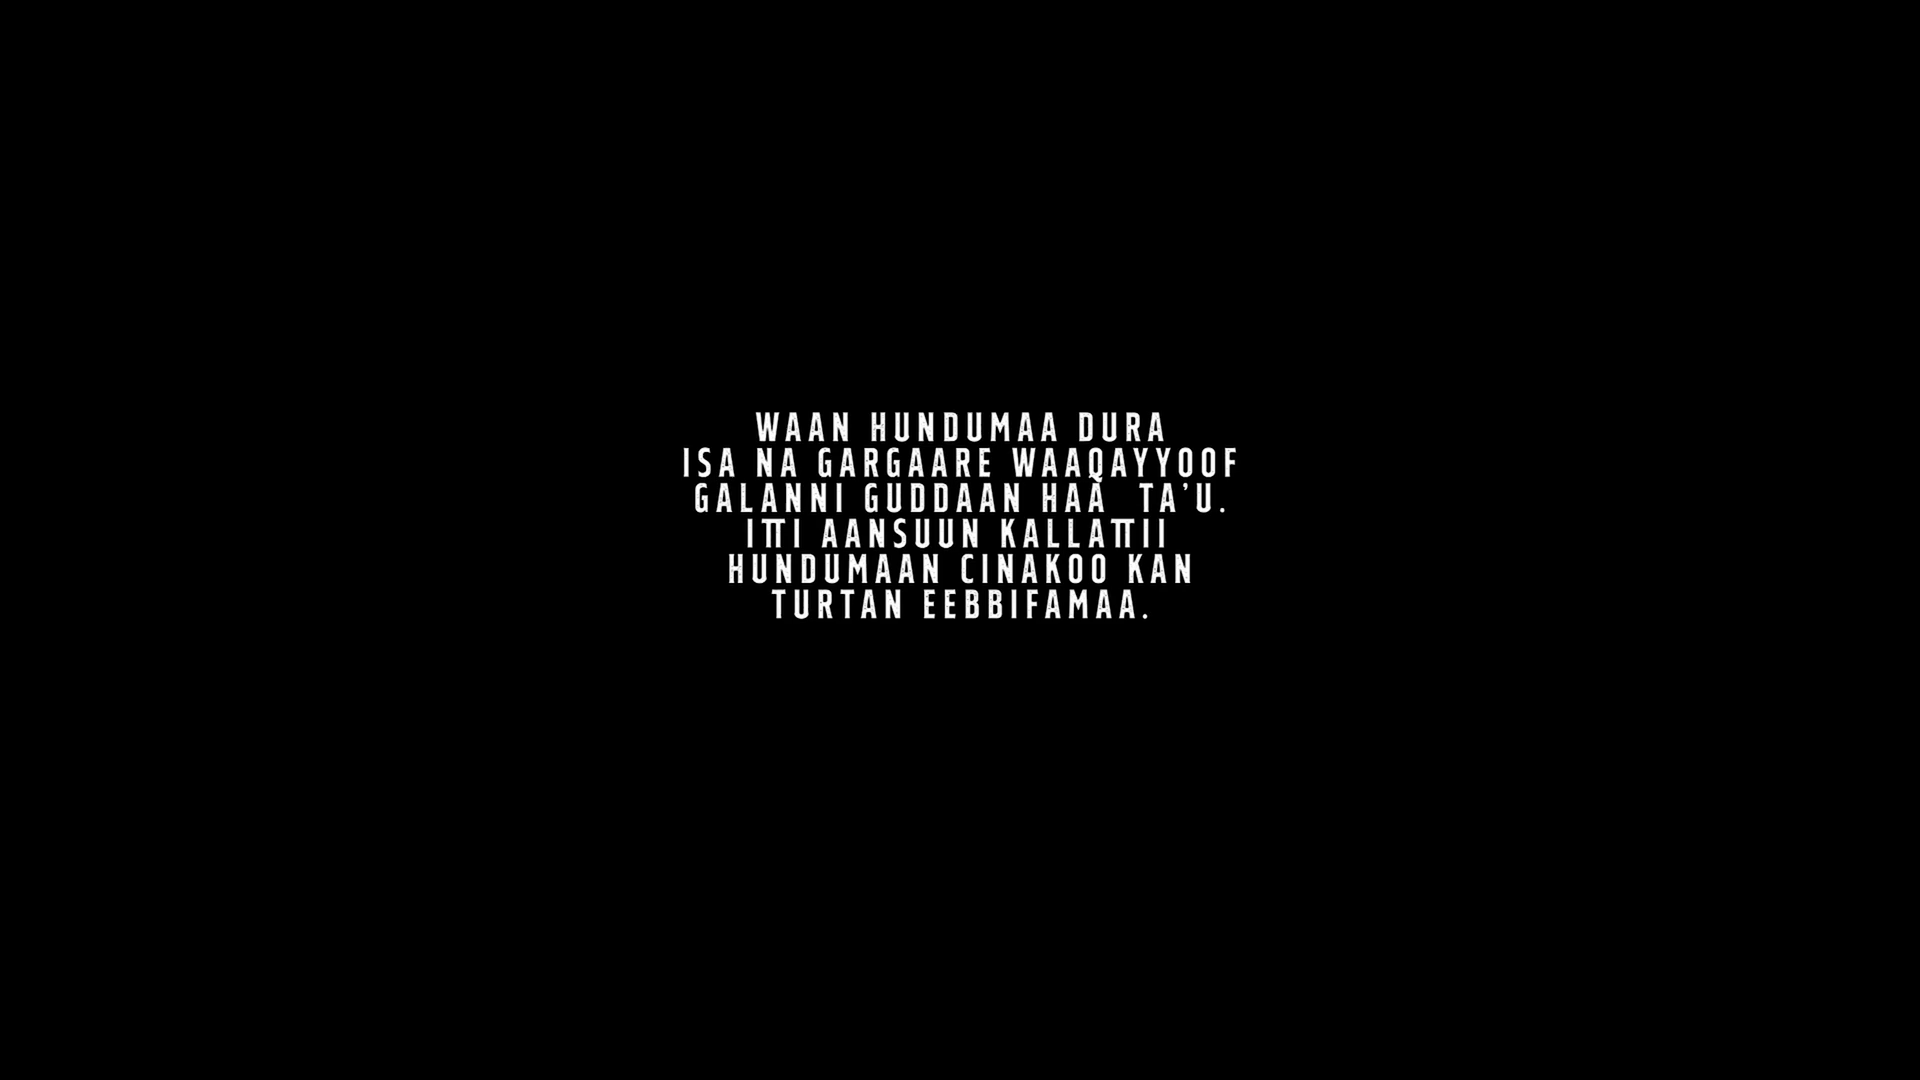 WAAN HUNDUMAA DURA
ISA NA GARGAARE WAAQAYYOOF
GALANNI GUDDAAN HAA TA’U.
ITTI AANSUUN KALLATTII
HUNDUMAAN CINAKOO KAN
TURTAN EEBBIFAMAA.